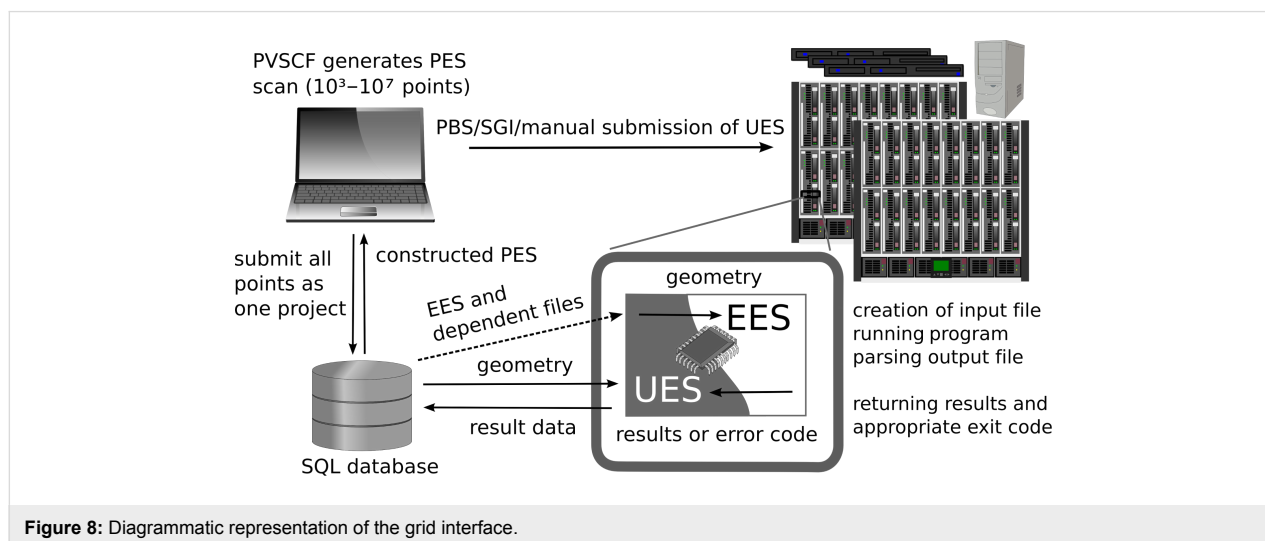 PVSCF generates PES
scan (10³–10⁷ points)
PBS/SGI/manual submission of UES
submit all
points as
one project
constructed PES
EES and
dependent files
geometry
result data
SQL database
geometry
EES
UES
results or error code
creation of input file
running program
parsing output file
returning results and
appropriate exit code
Figure 8: Diagrammatic representation of the grid interface.